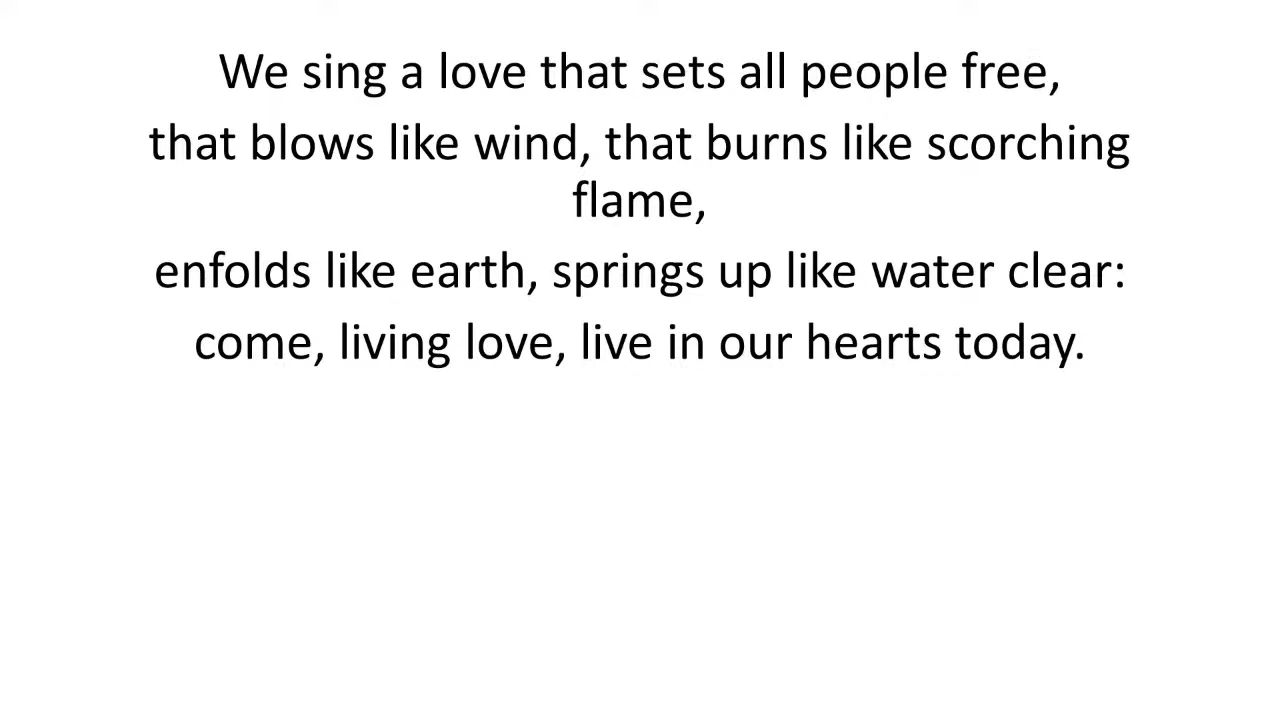 We sing a love that sets all people free,
that blows like wind, that burns like scorching
flame,
enfolds like earth, springs up like water clear:
come, living love, live in our hearts today.